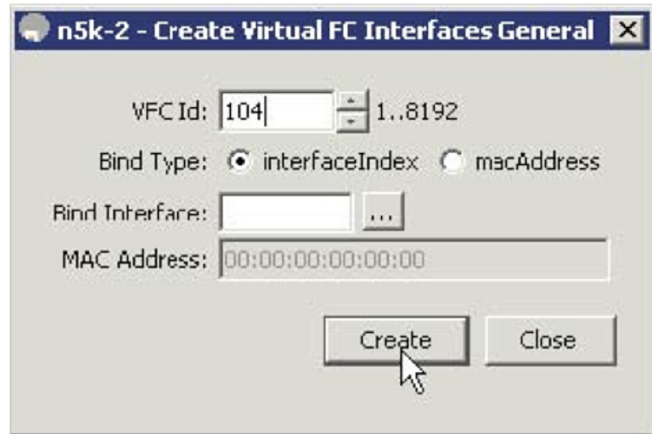 n5k-2 - Create Virtual FC Interfaces General
VFC Id: 104 1..8192
Bind Type: interfaceIndex macAddress
Bind Interface: ...
MAC Address: 00:00:00:00:00:00
Create Close